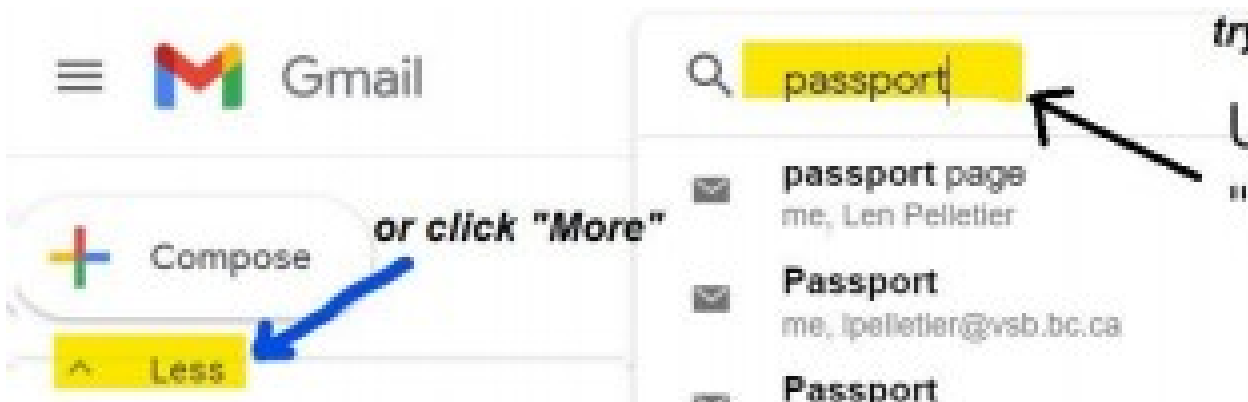 Gmail
Compose
or click "More"
Less
passport
try
passport page
me, Len Pelletier
Passport
me, lpelletier@vsb.bc.ca
Passport